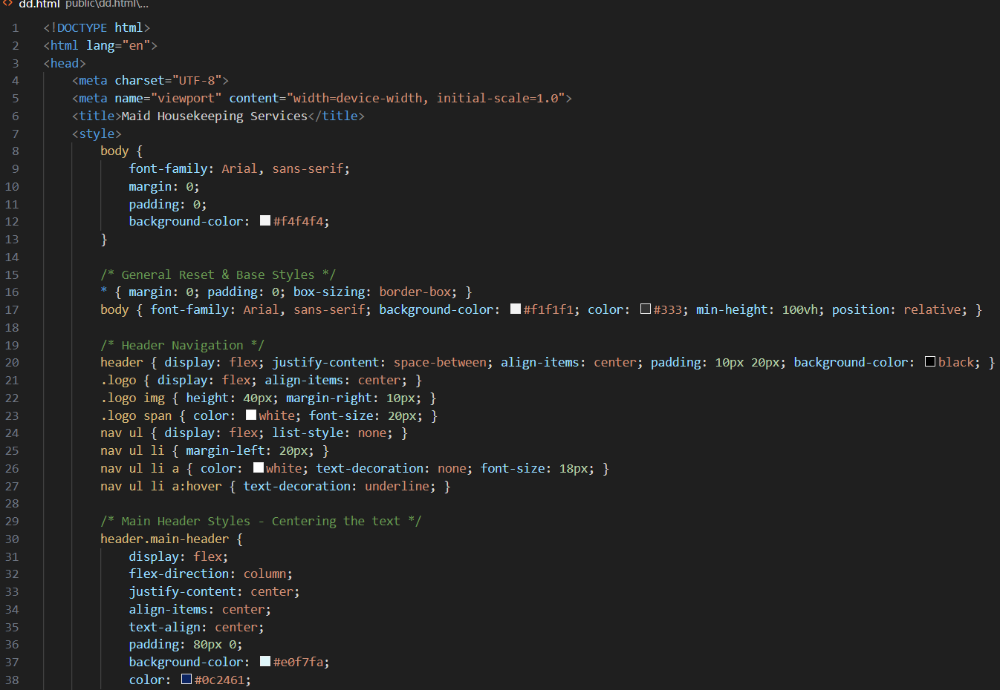 <> dd.html public\dd.html\...
1 <!DOCTYPE html>
2 <html lang="en">
3 <head>
4 <meta charset="UTF-8">
5 <meta name="viewport" content="width=device-width, initial-scale=1.0">
6 <title>Maid Housekeeping Services</title>
7 <style>
8 body {
9 font-family: Arial, sans-serif;
10 margin: 0;
11 padding: 0;
12 background-color: #f4f4f4;
13 }
14
15 /* General Reset & Base Styles */
16 * { margin: 0; padding: 0; box-sizing: border-box; }
17 body { font-family: Arial, sans-serif; background-color: #f1f1f1; color: #333; min-height: 100vh; position: relative; }
18
19 /* Header Navigation */
20 header { display: flex; justify-content: space-between; align-items: center; padding: 10px 20px; background-color: black; }
21 .logo { display: flex; align-items: center; }
22 .logo img { height: 40px; margin-right: 10px; }
23 .logo span { color: white; font-size: 20px; }
24 nav ul { display: flex; list-style: none; }
25 nav ul li { margin-left: 20px; }
26 nav ul li a { color: white; text-decoration: none; font-size: 18px; }
27 nav ul li a:hover { text-decoration: underline; }
28
29 /* Main Header Styles - Centering the text */
30 header.main-header {
31 display: flex;
32 flex-direction: column;
33 justify-content: center;
34 align-items: center;
35 text-align: center;
36 padding: 80px 0;
37 background-color: #e0f7fa;
38 color: #0c2461;